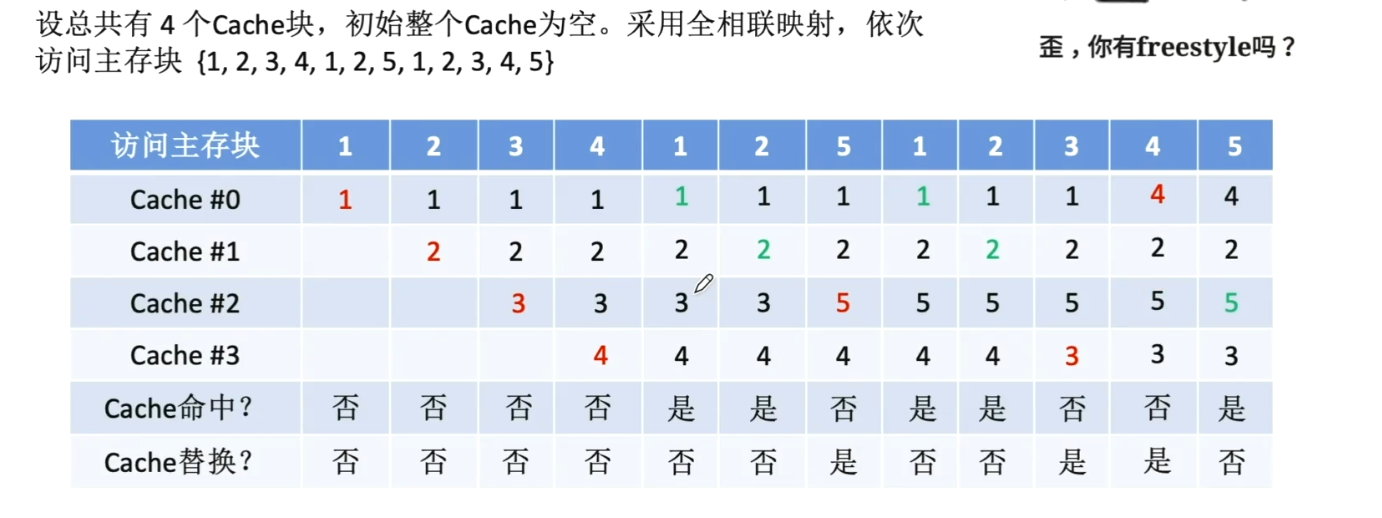 设总共有 4 个Cache块，初始整个Cache为空。采用全相联映射，依次
访问主存块 {1, 2, 3, 4, 1, 2, 5, 1, 2, 3, 4, 5}
歪，你有freestyle吗？
访问主存块 1 2 3 4 1 2 5 1 2 3 4 5
Cache #0 1 1 1 1 1 1 1 1 1 1 4 4
Cache #1 2 2 2 2 2 2 2 2 2 2 2
Cache #2 3 3 3 3 5 5 5 5 5 5
Cache #3 4 4 4 4 4 4 3 3 3
Cache命中？ 否 否 否 否 是 是 否 是 是 否 否 是
Cache替换？ 否 否 否 否 否 否 是 否 否 是 是 否